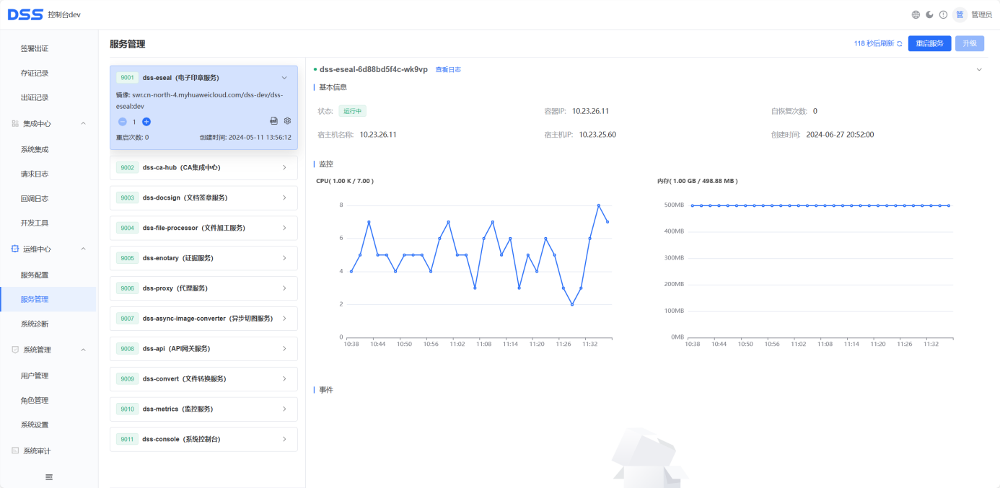 DSS 控制台dev
管 管理员
签署出证
存证记录
出证记录
集成中心
系统集成
请求日志
回调日志
开发工具
运维中心
服务配置
服务管理
系统诊断
系统管理
用户管理
角色管理
系统设置
系统审计
服务管理
118 秒后刷新 重启服务 升级
9001 dss-eseal（电子印章服务）
镜像: swr.cn-north-4.myhuaweicloud.com/dss-dev/dss-
eseal:dev
1
重启次数: 0 创建时间: 2024-05-11 13:56:12
9002 dss-ca-hub（CA集成中心）
9003 dss-docsign（文档签章服务）
9004 dss-file-processor（文件加工服务）
9005 dss-enotary（证据服务）
9006 dss-proxy（代理服务）
9007 dss-async-image-converter（异步切图服务）
9008 dss-api（API网关服务）
9009 dss-convert（文件转换服务）
9010 dss-metrics（监控服务）
9011 dss-console（系统控制台）
dss-eseal-6d88bd5f4c-wk9vp 查看日志
基本信息
状态: 运行中 容器IP: 10.23.26.11 自恢复次数: 0
宿主机名称: 10.23.26.11 宿主机IP: 10.23.25.60 创建时间: 2024-06-27 20:52:00
监控
CPU( 1.00 K / 7.00 )
8
6
4
2
0
10:38 10:44 10:50 10:56 11:02 11:08 11:14 11:20 11:26 11:32
内存( 1.00 GB / 498.88 MB )
500MB
400MB
300MB
200MB
100MB
0MB
10:38 10:44 10:50 10:56 11:02 11:08 11:14 11:20 11:26 11:32
事件